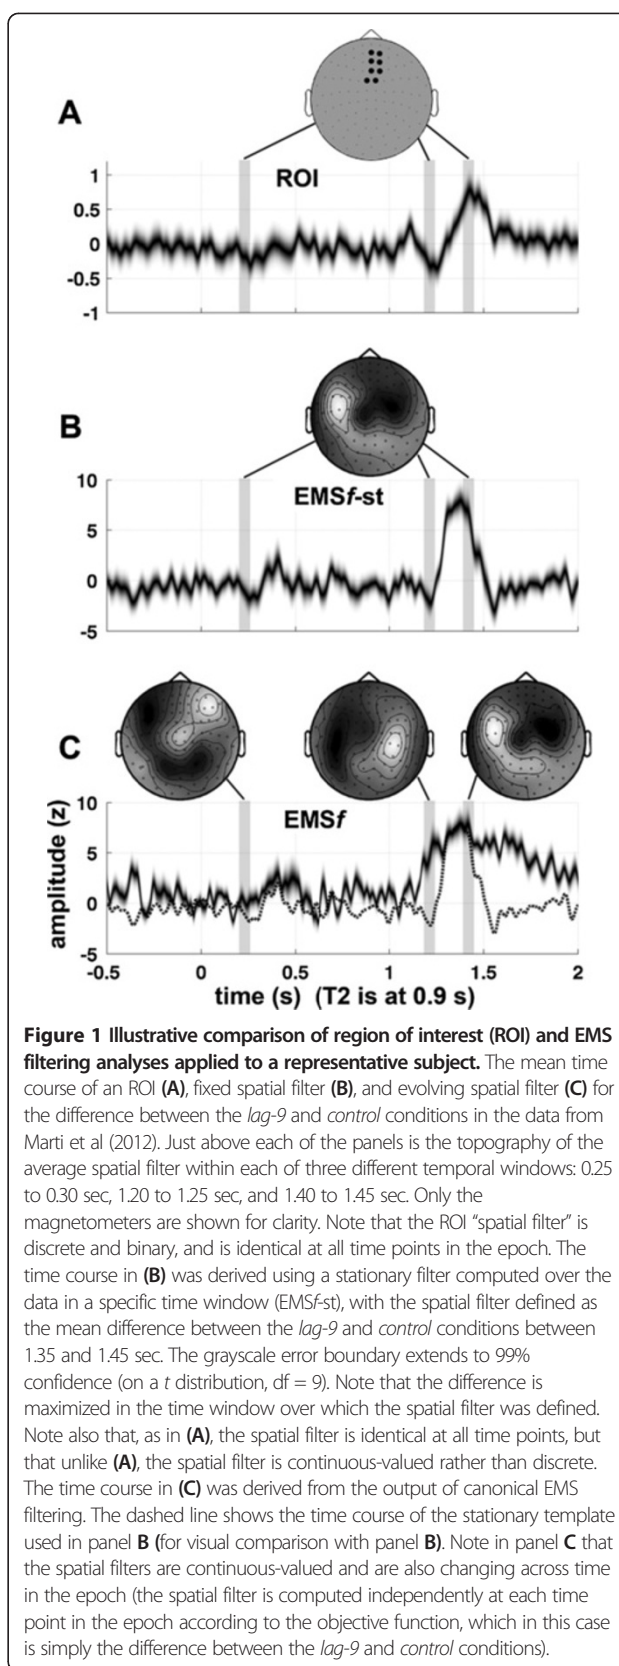 A
ROI
1
0.5
0
-0.5
-1
B
EMSf-st
10
5
0
-5
C
EMSf
10
5
0
-5
amplitude (z)
-0.5 0 0.5 1 1.5 2
time (s) (T2 is at 0.9 s)
Figure 1 Illustrative comparison of region of interest (ROI) and EMS
filtering analyses applied to a representative subject. The mean time
course of an ROI (A), fixed spatial filter (B), and evolving spatial filter (C) for
the difference between the lag-9 and control conditions in the data from
Marti et al (2012). Just above each of the panels is the topography of the
average spatial filter within each of three different temporal windows: 0.25
to 0.30 sec, 1.20 to 1.25 sec, and 1.40 to 1.45 sec. Only the
magnetometers are shown for clarity. Note that the ROI “spatial filter” is
discrete and binary, and is identical at all time points in the epoch. The
time course in (B) was derived using a stationary filter computed over the
data in a specific time window (EMSf-st), with the spatial filter defined as
the mean difference between the lag-9 and control conditions between
1.35 and 1.45 sec. The grayscale error boundary extends to 99%
confidence (on a t distribution, df = 9). Note that the difference is
maximized in the time window over which the spatial filter was defined.
Note also that, as in (A), the spatial filter is identical at all time points, but
that unlike (A), the spatial filter is continuous-valued rather than discrete.
The time course in (C) was derived from the output of canonical EMS
filtering. The dashed line shows the time course of the stationary template
used in panel B (for visual comparison with panel B). Note in panel C that
the spatial filters are continuous-valued and are also changing across time
in the epoch (the spatial filter is computed independently at each time
point in the epoch according to the objective function, which in this case
is simply the difference between the lag-9 and control conditions).